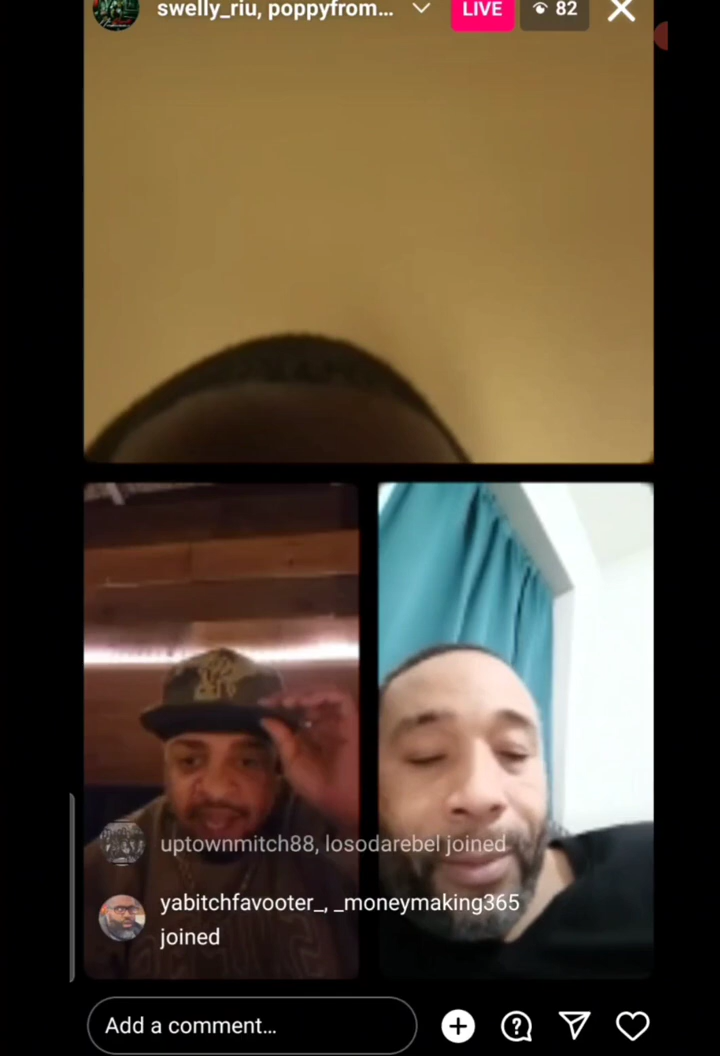 swelly_riu, poppyfrom...
LIVE
82
uptownmitch88, losodarebel joined
yabitchfavooter_, _moneymaking365
joined
Add a comment...